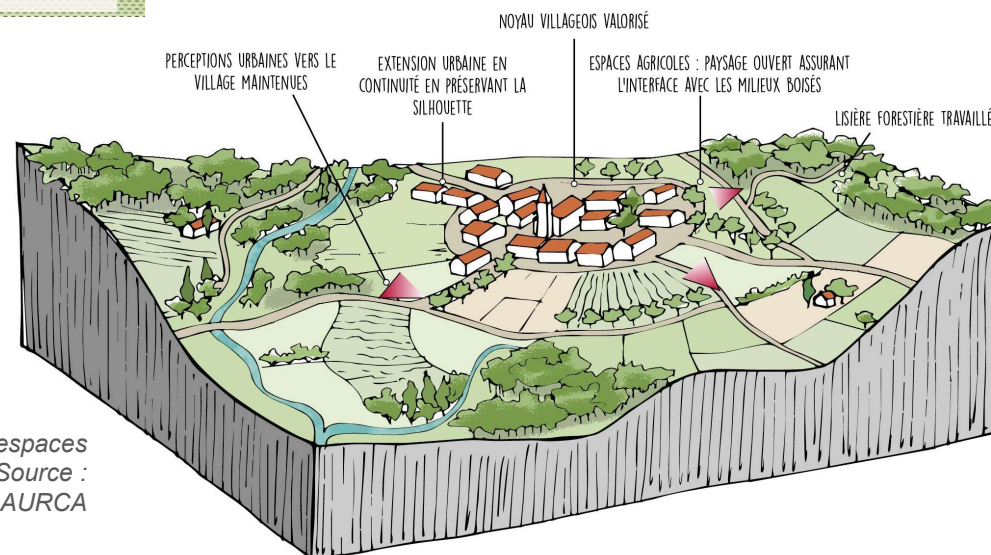 NOYAU VILLAGEOIS VALORISÉ
PERCEPTIONS URBAINES VERS LE
VILLAGE MAINTENUES
EXTENSION URBAINE EN
CONTINUITÉ EN PRÉSERVANT LA
SILHOUETTE
ESPACES AGRICOLES : PAYSAGE OUVERT ASSURANT
L'INTERFACE AVEC LES MILIEUX BOISÉS
LISIÈRE FORESTIÈRE TRAVAILLÉ
espaces
Source :
AURCA